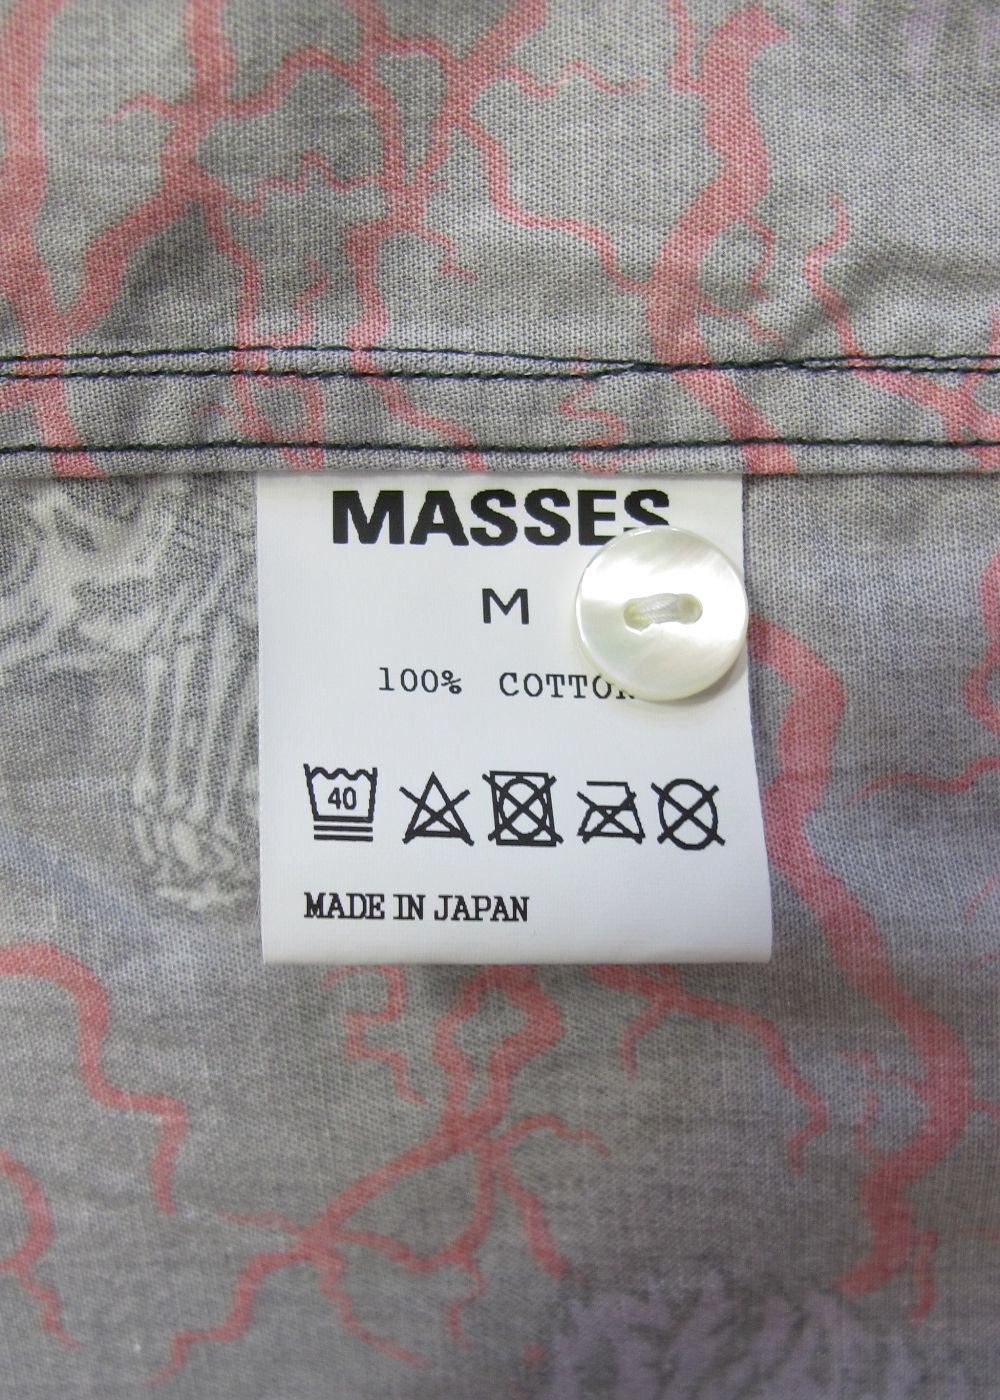 MASSES
M
100% COTTON
40
MADE IN JAPAN